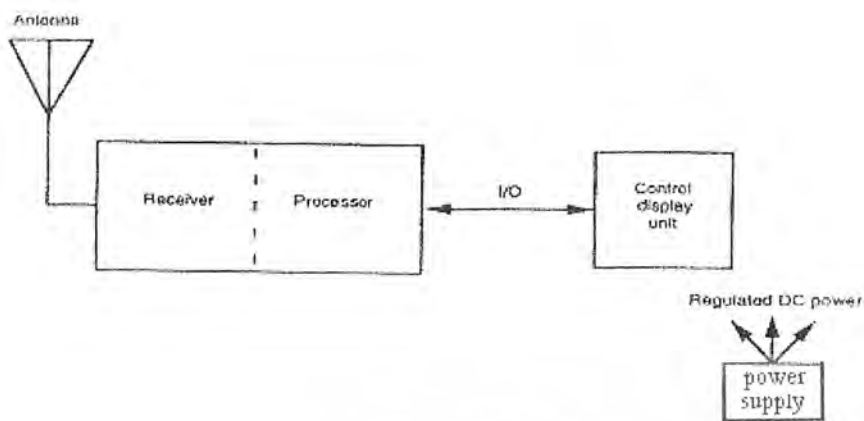 Antenna
Receiver
Processor
I/O
Control
display
unit
Regulated DC power
power
supply